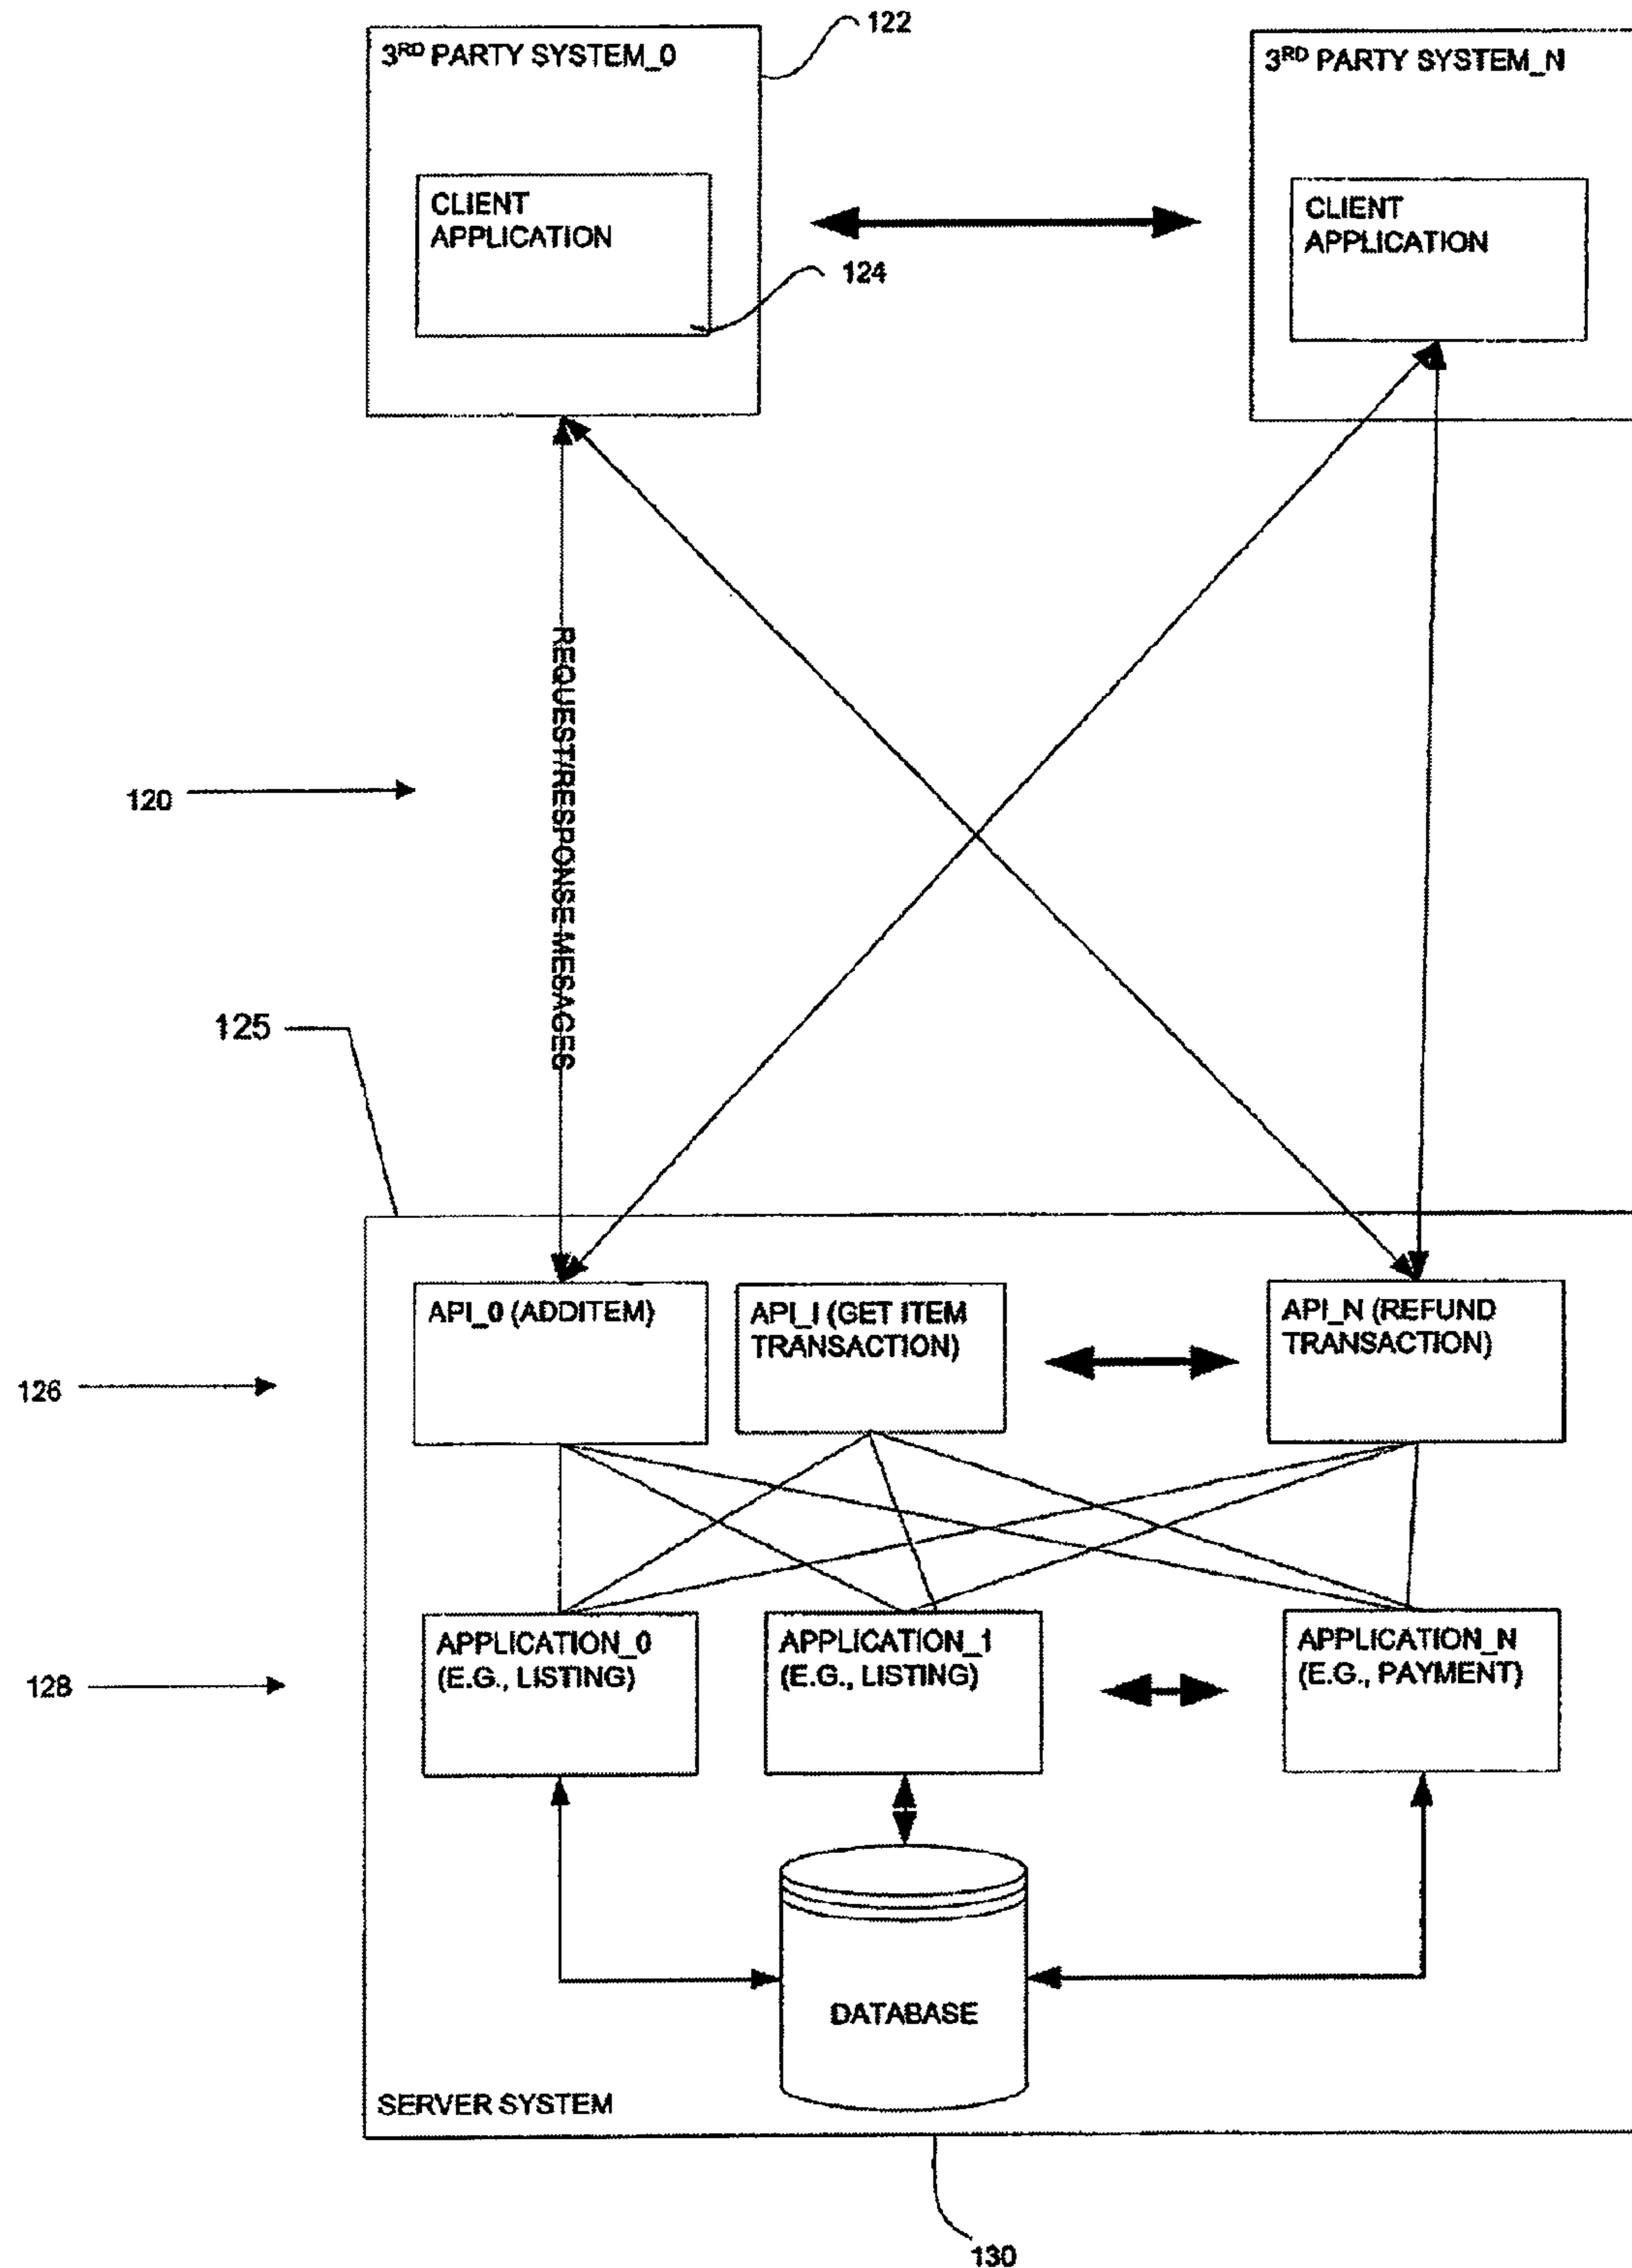 122
3RD PARTY SYSTEM_0
3RD PARTY SYSTEM_N
CLIENT
APPLICATION
CLIENT
APPLICATION
124
REQUEST/RESPONSE MESAGES
120
125
API_0 (ADDITEM)
API_I (GET ITEM
TRANSACTION)
API_N (REFUND
TRANSACTION)
126
APPLICATION_0
(E.G., LISTING)
APPLICATION_1
(E.G., LISTING)
APPLICATION_N
(E.G., PAYMENT)
128
DATABASE
SERVER SYSTEM
130